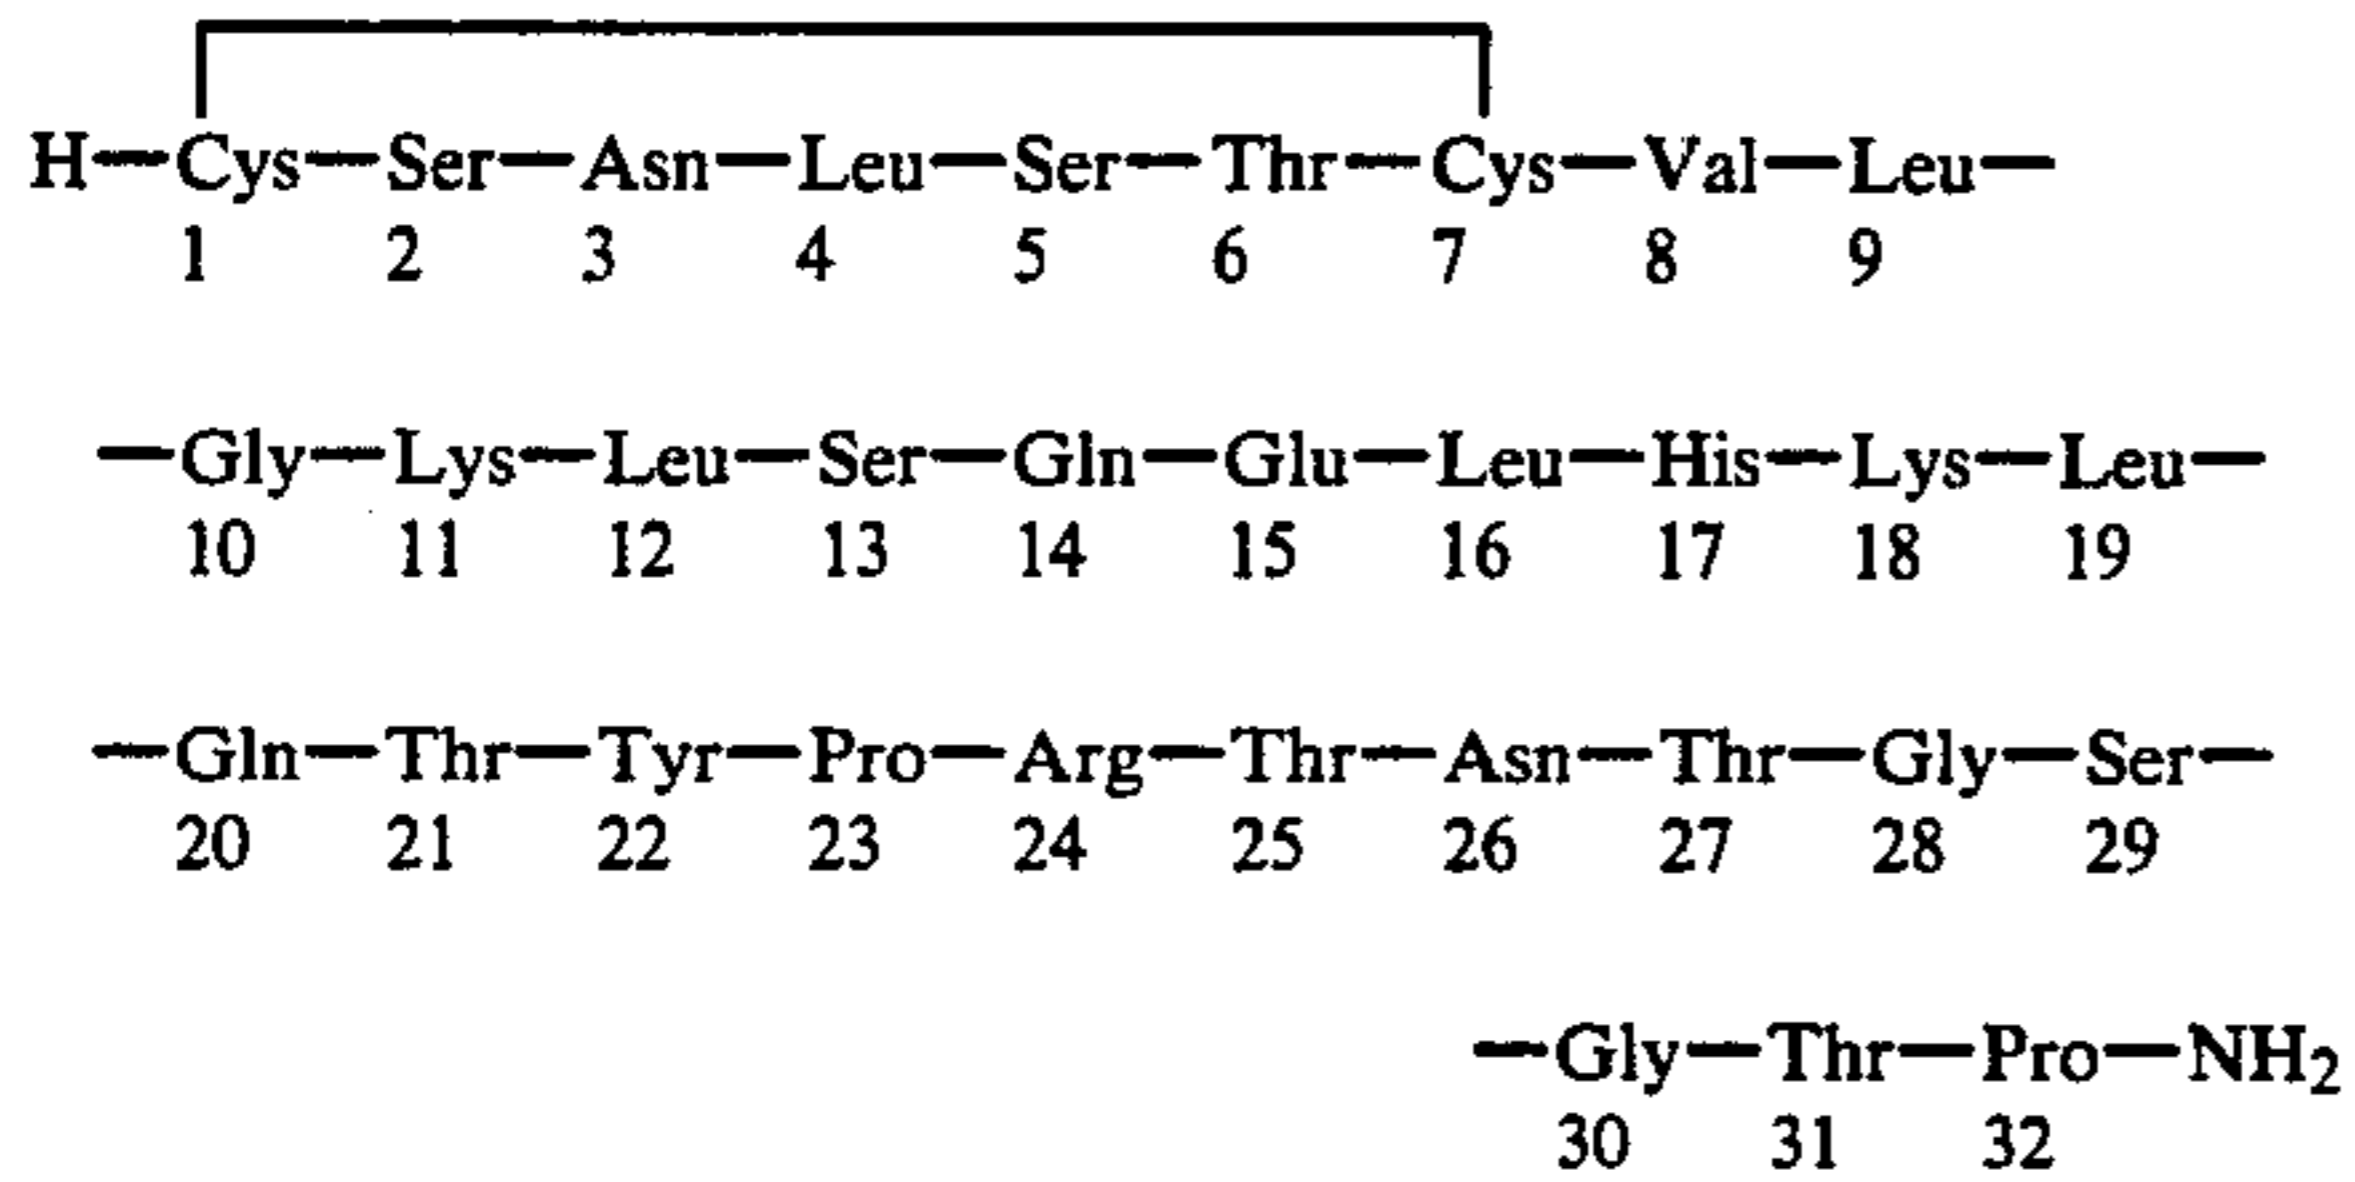 H—Cys—Ser—Asn—Leu—Ser—Thr—Cys—Val—Leu—
1 2 3 4 5 6 7 8 9
—Gly—Lys—Leu—Ser—Gln—Glu—Leu—His—Lys—Leu—
10 11 12 13 14 15 16 17 18 19
—Gln—Thr—Tyr—Pro—Arg—Thr—Asn—Thr—Gly—Ser—
20 21 22 23 24 25 26 27 28 29
—Gly—Thr—Pro—NH₂
30 31 32